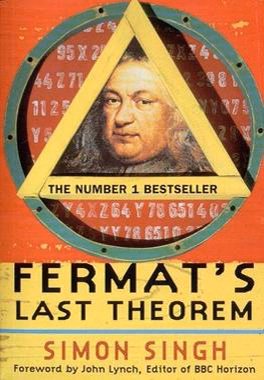 THE NUMBER 1 BESTSELLER
FERMAT'S
LAST THEOREM
SIMON SINGH
Foreword by John Lynch, Editor of BBC Horizon